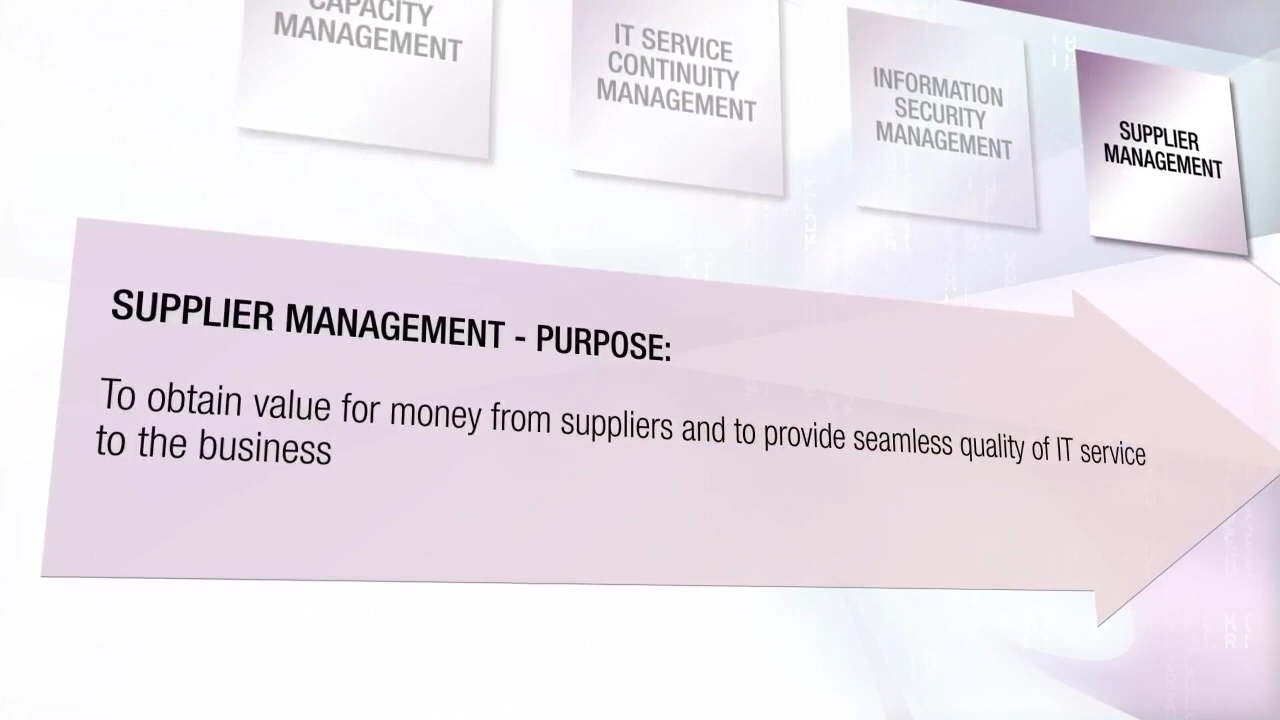 CAPACITY
MANAGEMENT
IT SERVICE
CONTINUITY
MANAGEMENT
INFORMATION
SECURITY
MANAGEMENT
SUPPLIER
MANAGEMENT
SUPPLIER MANAGEMENT - PURPOSE:
To obtain value for money from suppliers and to provide seamless quality of IT service
to the business